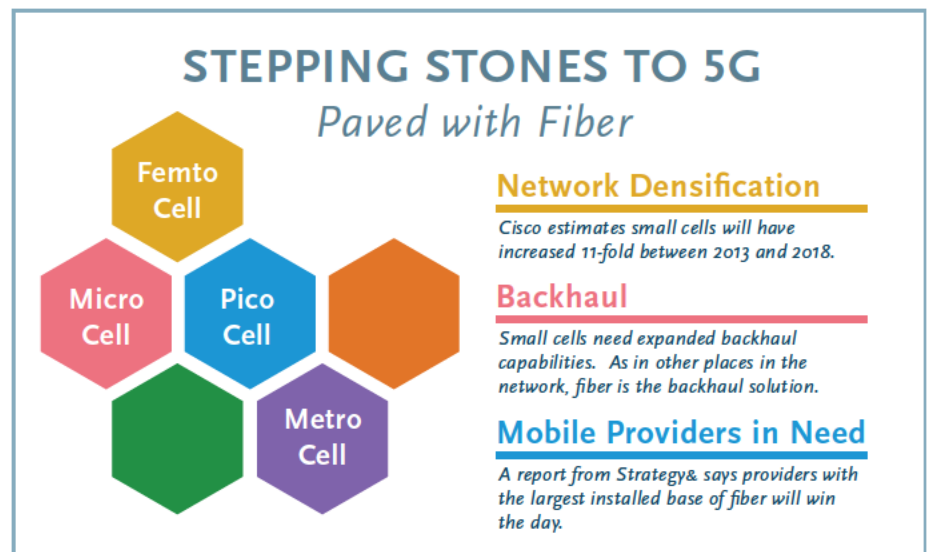 STEPPING STONES TO 5G
Paved with Fiber
Femto
Cell
Micro
Cell
Pico
Cell
Metro
Cell
Network Densification
Cisco estimates small cells will have
increased 11-fold between 2013 and 2018.
Backhaul
Small cells need expanded backhaul
capabilities.  As in other places in the
network, fiber is the backhaul solution.
Mobile Providers in Need
A report from Strategy& says providers with
the largest installed base of fiber will win
the day.